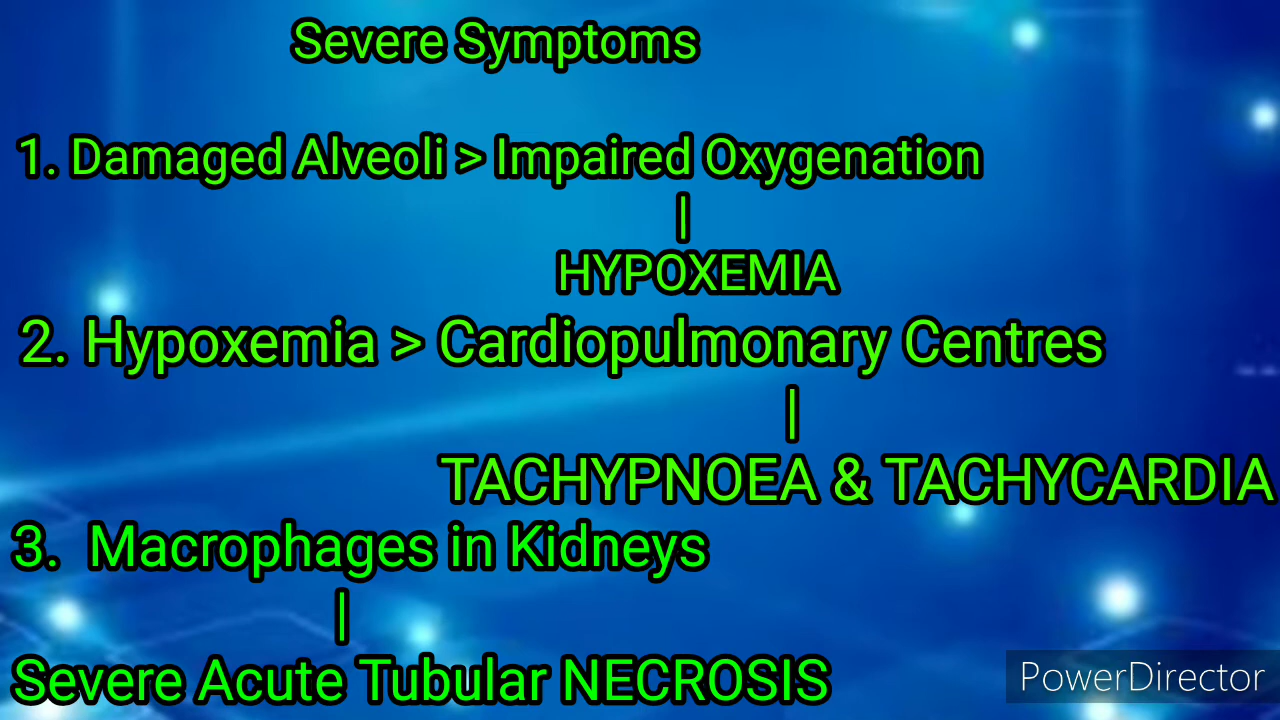 Severe Symptoms
1. Damaged Alveoli > Impaired Oxygenation
|
HYPOXEMIA
2. Hypoxemia > Cardiopulmonary Centres
|
TACHYPNOEA & TACHYCARDIA
3. Macrophages in Kidneys
|
Severe Acute Tubular NECROSIS
PowerDirector